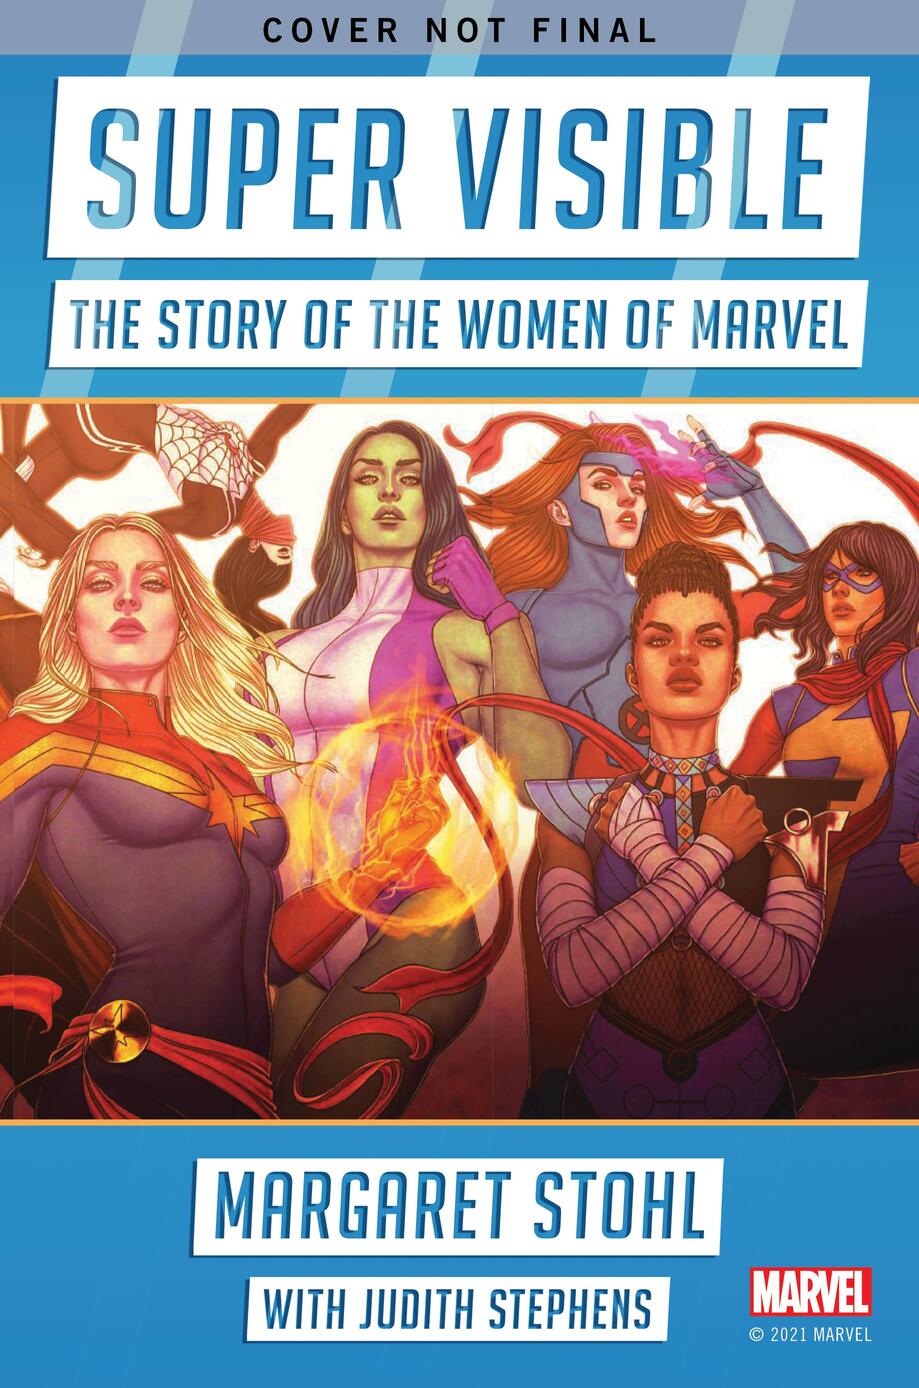 COVER NOT FINAL
SUPER VISIBLE
THE STORY OF THE WOMEN OF MARVEL
MARGARET STOHL
WITH JUDITH STEPHENS
MARVEL
© 2021 MARVEL